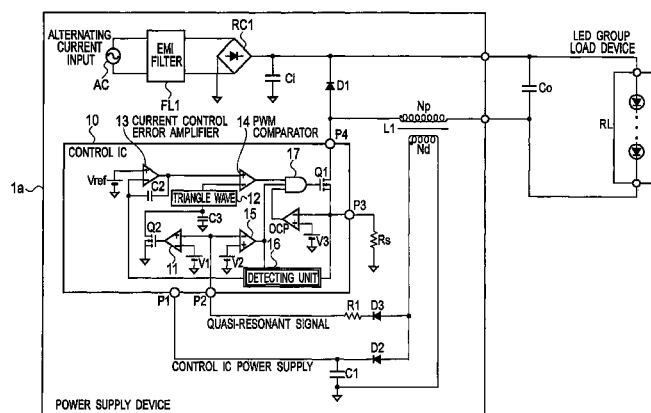 RC1
ALTERNATING
CURRENT
INPUT
EMI
FILTER
AC
FL1
Ci
D1
LED GROUP
LOAD DEVICE
Co
RL
Np
L1
Nd
10
13 CURRENT CONTROL
ERROR AMPLIFIER
14 PWM
COMPARATOR
P4
CONTROL IC
17
Q1
1a
Vref
C2
TRIANGLE WAVE
12
C3
15
OCP
P3
Q2
16
V3
Rs
11
V1
V2
DETECTING UNIT
P1
P2
R1
D3
QUASI-RESONANT SIGNAL
D2
CONTROL IC POWER SUPPLY
C1
POWER SUPPLY DEVICE